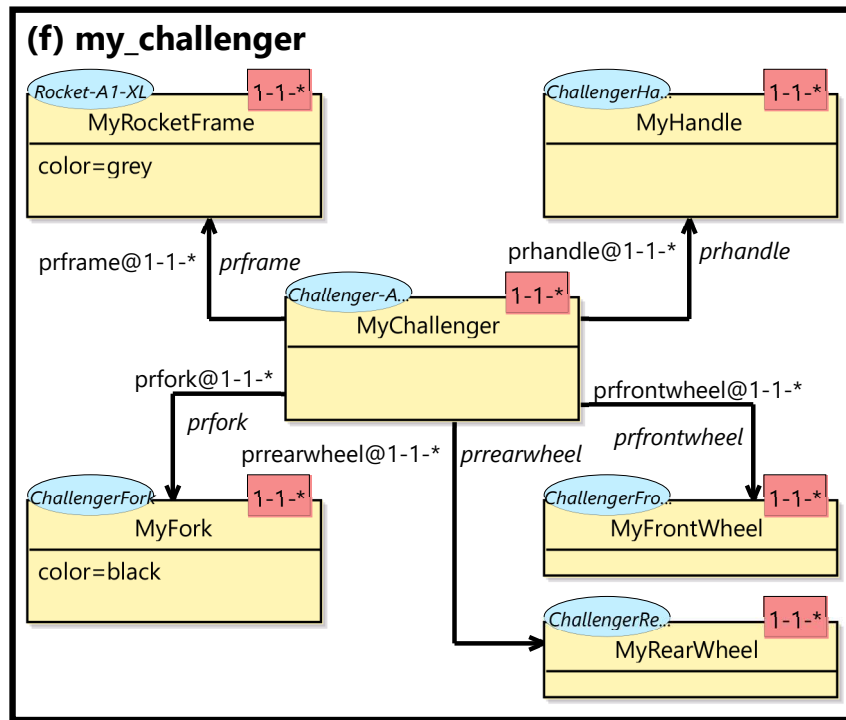 (f) my_challenger
Rocket-A1-XL
1-1-*
MyRocketFrame
color=grey
ChallengerHa...
1-1-*
MyHandle
prframe@1-1-*
prframe
prhandle@1-1-*
prhandle
Challenger-A...
1-1-*
MyChallenger
prfork@1-1-*
prfork
prfrontwheel@1-1-*
prfrontwheel
prrearwheel@1-1-*
prrearwheel
ChallengerFork
1-1-*
MyFork
color=black
ChallengerFro...
1-1-*
MyFrontWheel
ChallengerRe...
1-1-*
MyRearWheel